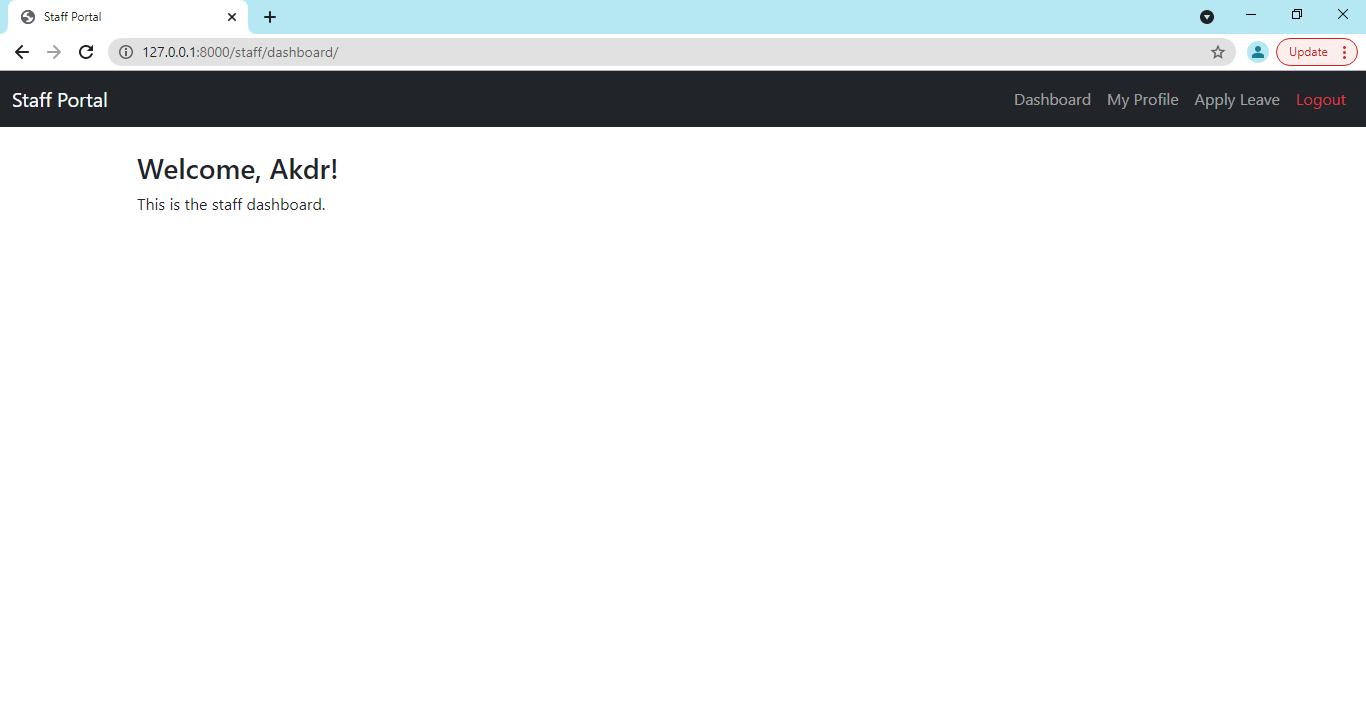 Staff Portal
127.0.0.1:8000/staff/dashboard/
Update
Staff Portal
Dashboard My Profile Apply Leave Logout
Welcome, Akdr!
This is the staff dashboard.